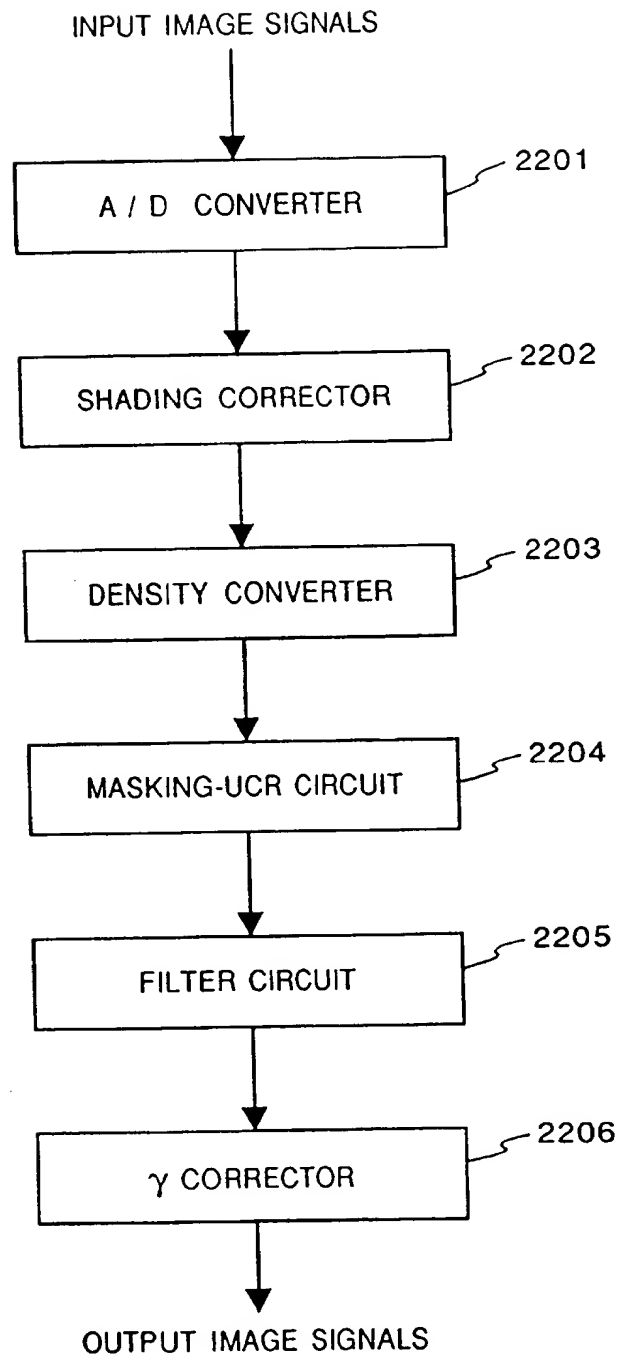 INPUT IMAGE SIGNALS
2201
A / D CONVERTER
2202
SHADING CORRECTOR
2203
DENSITY CONVERTER
2204
MASKING-UCR CIRCUIT
2205
FILTER CIRCUIT
2206
γ CORRECTOR
OUTPUT IMAGE SIGNALS